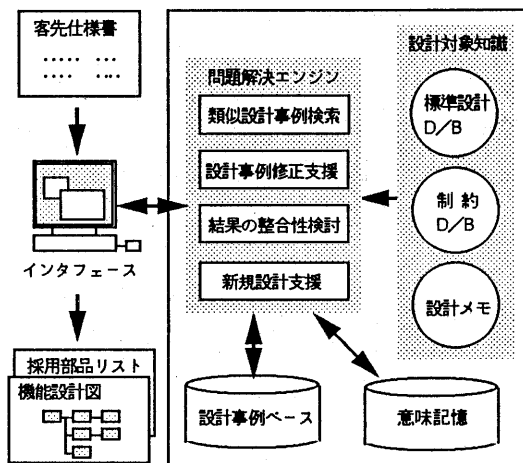 客先仕様書
インタフェース
採用部品リスト
機能設計図
問題解決エンジン
類似設計事例検索
設計事例修正支援
結果の整合性検討
新規設計支援
設計事例ベース
意味記憶
設計対象知識
標準設計
D／B
制約
D／B
設計メモ